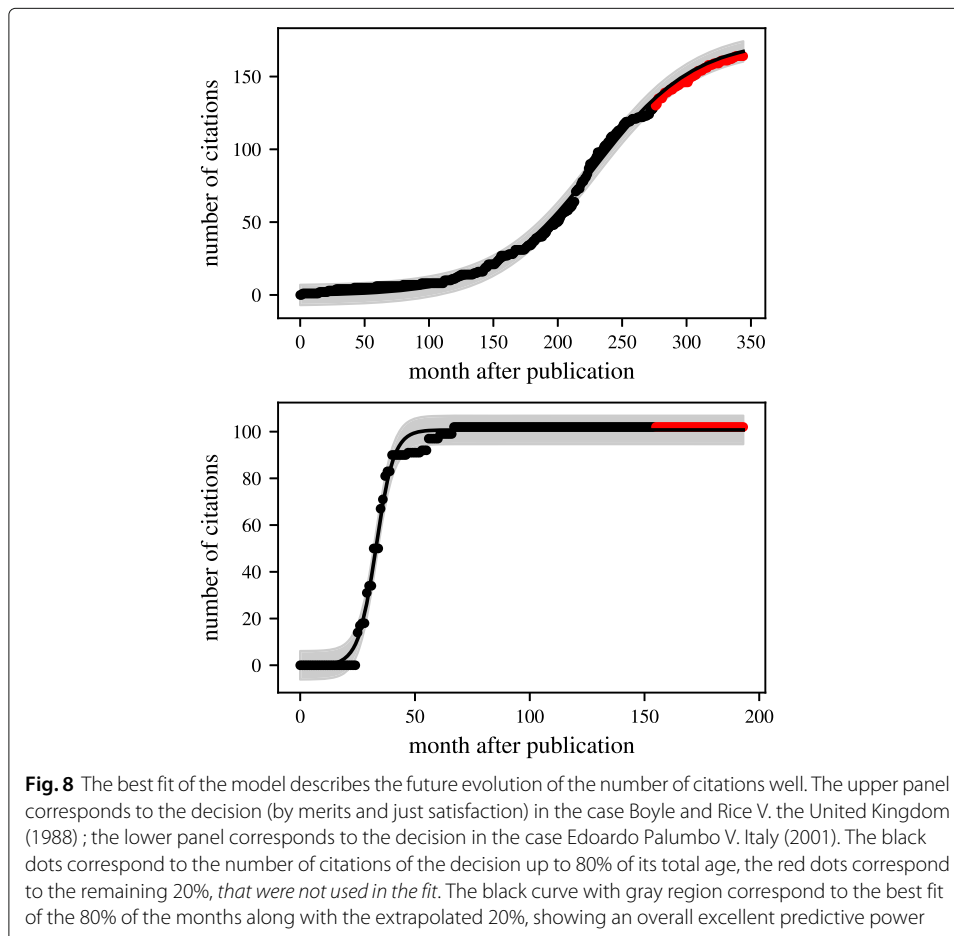 150
100
50
0
number of citations
0 50 100 150 200 250 300 350
month after publication
100
80
60
40
20
0
number of citations
0 50 100 150 200
month after publication
Fig. 8 The best fit of the model describes the future evolution of the number of citations well. The upper panel
corresponds to the decision (by merits and just satisfaction) in the case Boyle and Rice V. the United Kingdom
(1988) ; the lower panel corresponds to the decision in the case Edoardo Palumbo V. Italy (2001). The black
dots correspond to the number of citations of the decision up to 80% of its total age, the red dots correspond
to the remaining 20%, that were not used in the fit. The black curve with gray region correspond to the best fit
of the 80% of the months along with the extrapolated 20%, showing an overall excellent predictive power